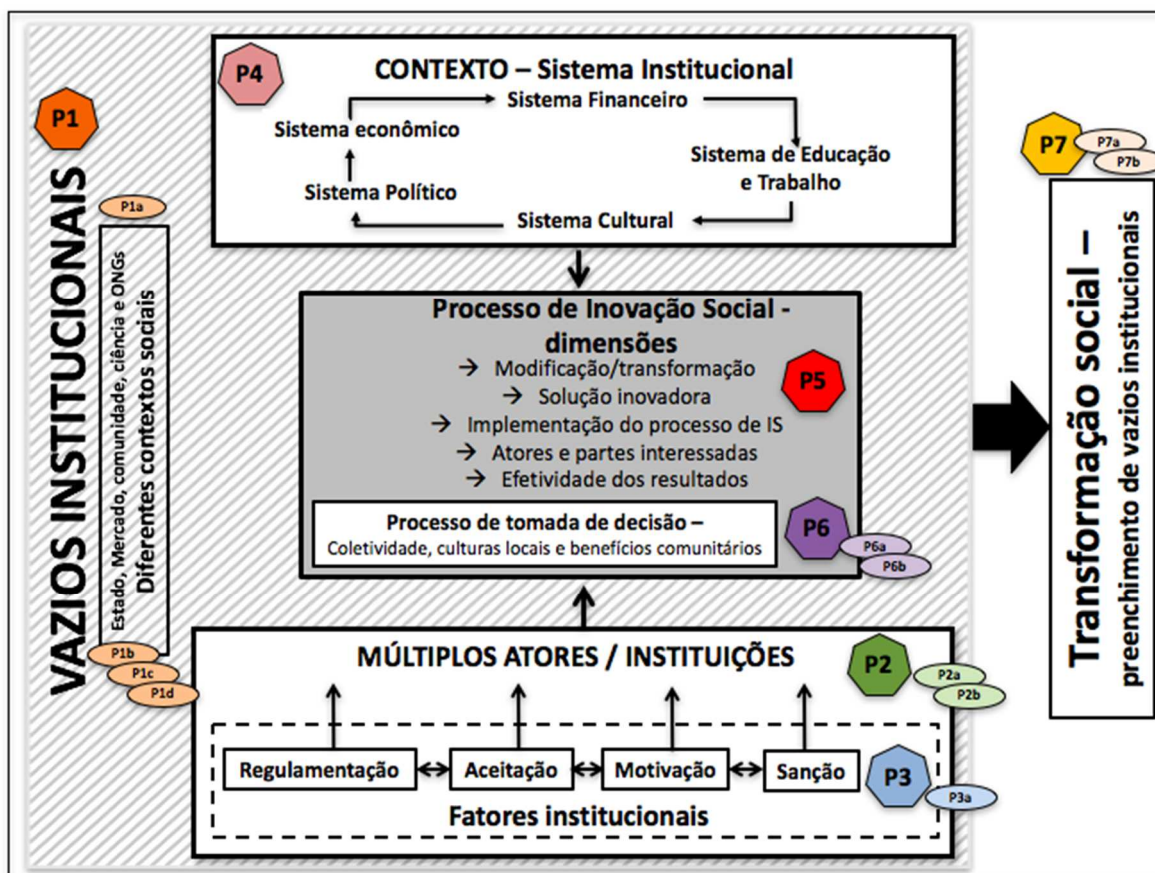 P1
VAZIOS INSTITUCIONAIS
P1a
Estado, Mercado, comunidade, ciência e ONGs
Diferentes contextos sociais
P1b
P1c
P1d
P4
CONTEXTO – Sistema Institucional
Sistema Financeiro
Sistema econômico
Sistema de Educação
e Trabalho
Sistema Político
Sistema Cultural
Processo de Inovação Social -
dimensões
→ Modificação/transformação
→ Solução inovadora
→ Implementação do processo de IS
→ Atores e partes interessadas
→ Efetividade dos resultados
P5
Processo de tomada de decisão –
Coletividade, culturas locais e benefícios comunitários
P6
P6a
P6b
MÚLTIPLOS ATORES / INSTITUIÇÕES
P2
P2a
P2b
Regulamentação
Aceitação
Motivação
Sanção
Fatores institucionais
P3
P3a
P7
P7a
P7b
Transformação social –
preenchimento de vazios institucionais